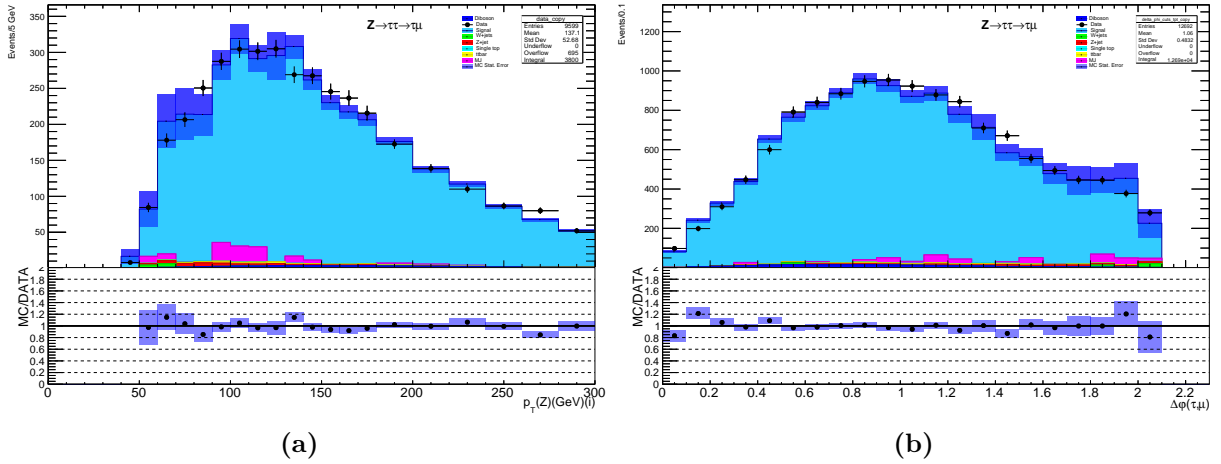 Events/5 GeV
350
300
250
200
150
100
50
Z→ττ→τμ
Diboson
Data
Signal
W+jets
Z+jet
Single top
ttbar
MJ
MC Stat. Error
data_copy
Entries 9599
Mean 137.1
Std Dev 52.68
Underflow 0
Overflow 695
Integral 3800
MC/DATA
2
1.8
1.6
1.4
1.2
1
0.8
0.6
0.4
0.2
0
0 50 100 150 200 250 300
p_T(Z)(GeV)(i)
(a)
Events/0.1
1200
1000
800
600
400
200
Z→ττ→τμ
Diboson
Data
Signal
W+jets
Z+jet
Single top
ttbar
MJ
MC Stat. Error
Entries 12692
Mean 1.06
Std Dev 0.4832
Underflow 0
Overflow 0
Integral 1.269e+04
MC/DATA
2
1.8
1.6
1.4
1.2
1
0.8
0.6
0.4
0.2
0
0 0.2 0.4 0.6 0.8 1 1.2 1.4 1.6 1.8 2 2.2
Δφ(τ,μ)
(b)